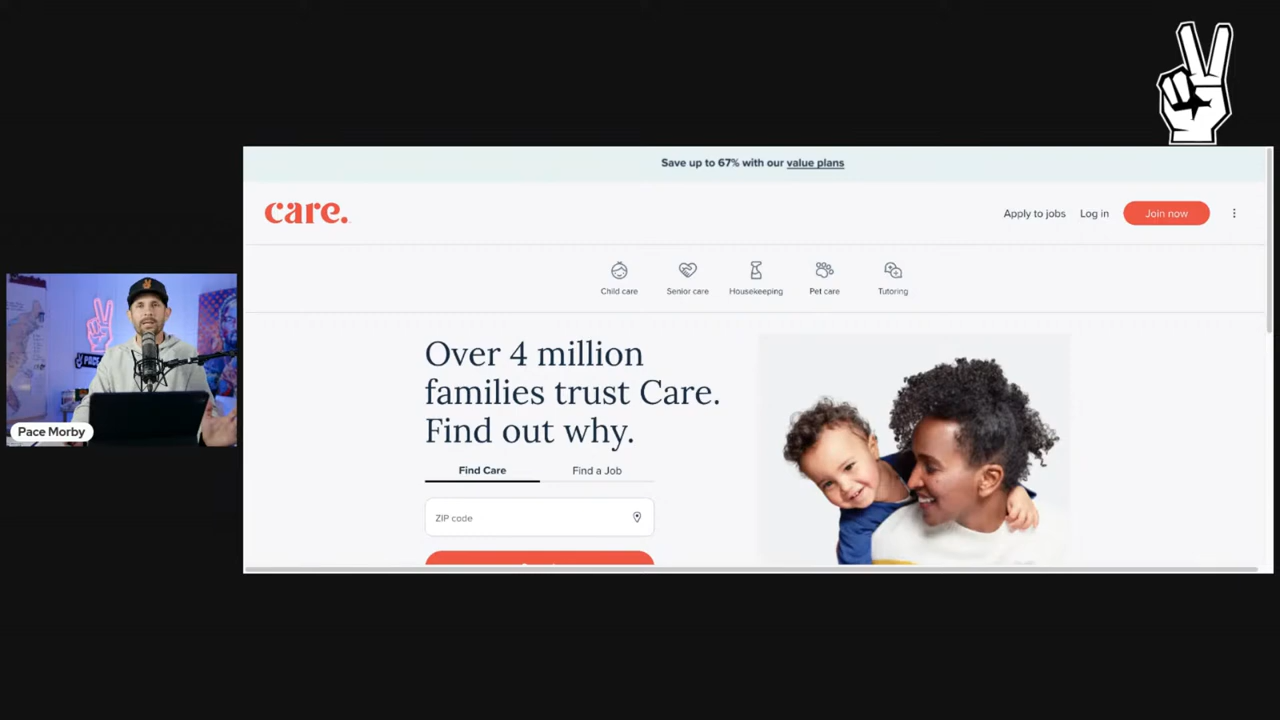 Save up to 67% with our value plans
care.
Apply to jobs
Log in
Join now
Child care
Senior care
Housekeeping
Pet care
Tutoring
Over 4 million
families trust Care.
Find out why.
Find Care
Find a Job
ZIP code
PACE
Pace Morby